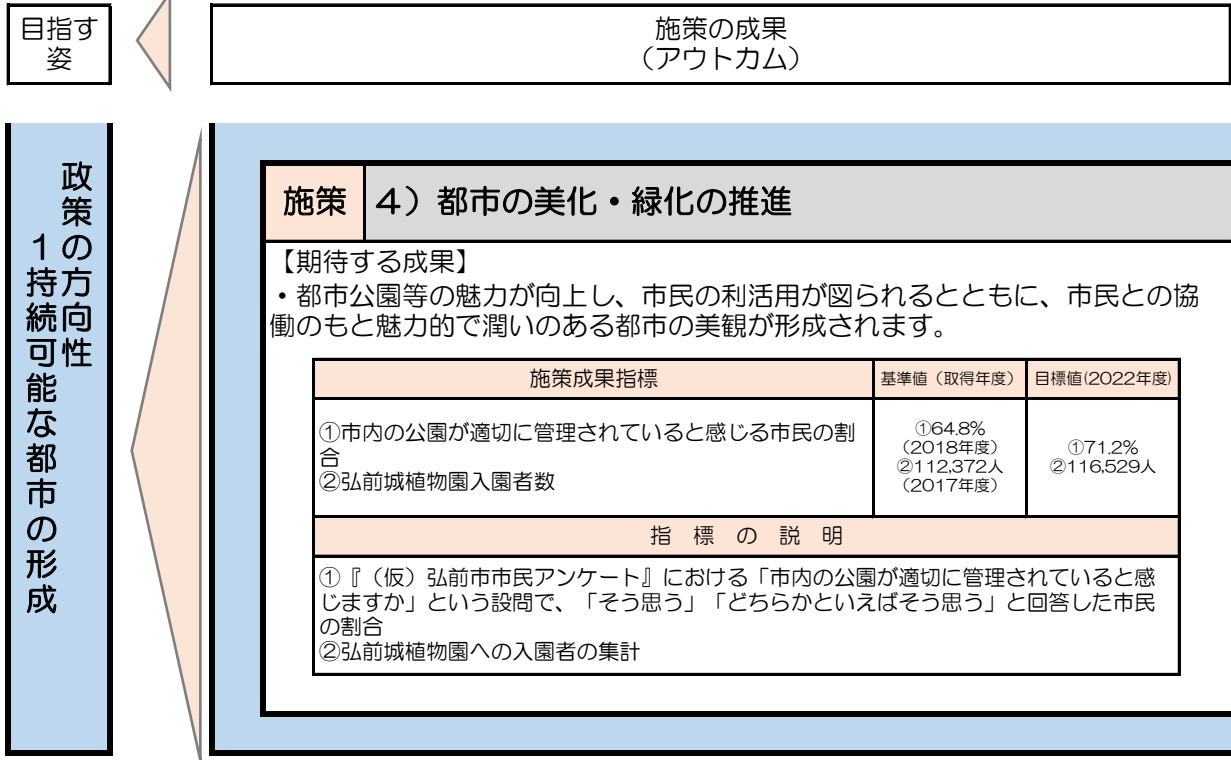 目指す
姿
施策の成果
（アウトカム）
政策の方向性
１持続可能な都市の形成
施策
４）都市の美化・緑化の推進
【期待する成果】
・都市公園等の魅力が向上し、市民の利活用が図られるとともに、市民との協
働のもと魅力的で潤いのある都市の美観が形成されます。
施策成果指標
基準値（取得年度）
目標値(2022年度)
①市内の公園が適切に管理されていると感じる市民の割
合
②弘前城植物園入園者数
①64.8%
（2018年度）
②112,372人
（2017年度）
①71.2%
②116,529人
指　標　の　説　明
①『（仮）弘前市市民アンケート』における「市内の公園が適切に管理されていると感
じますか」という設問で、「そう思う」「どちらかといえばそう思う」と回答した市民
の割合
②弘前城植物園への入園者の集計